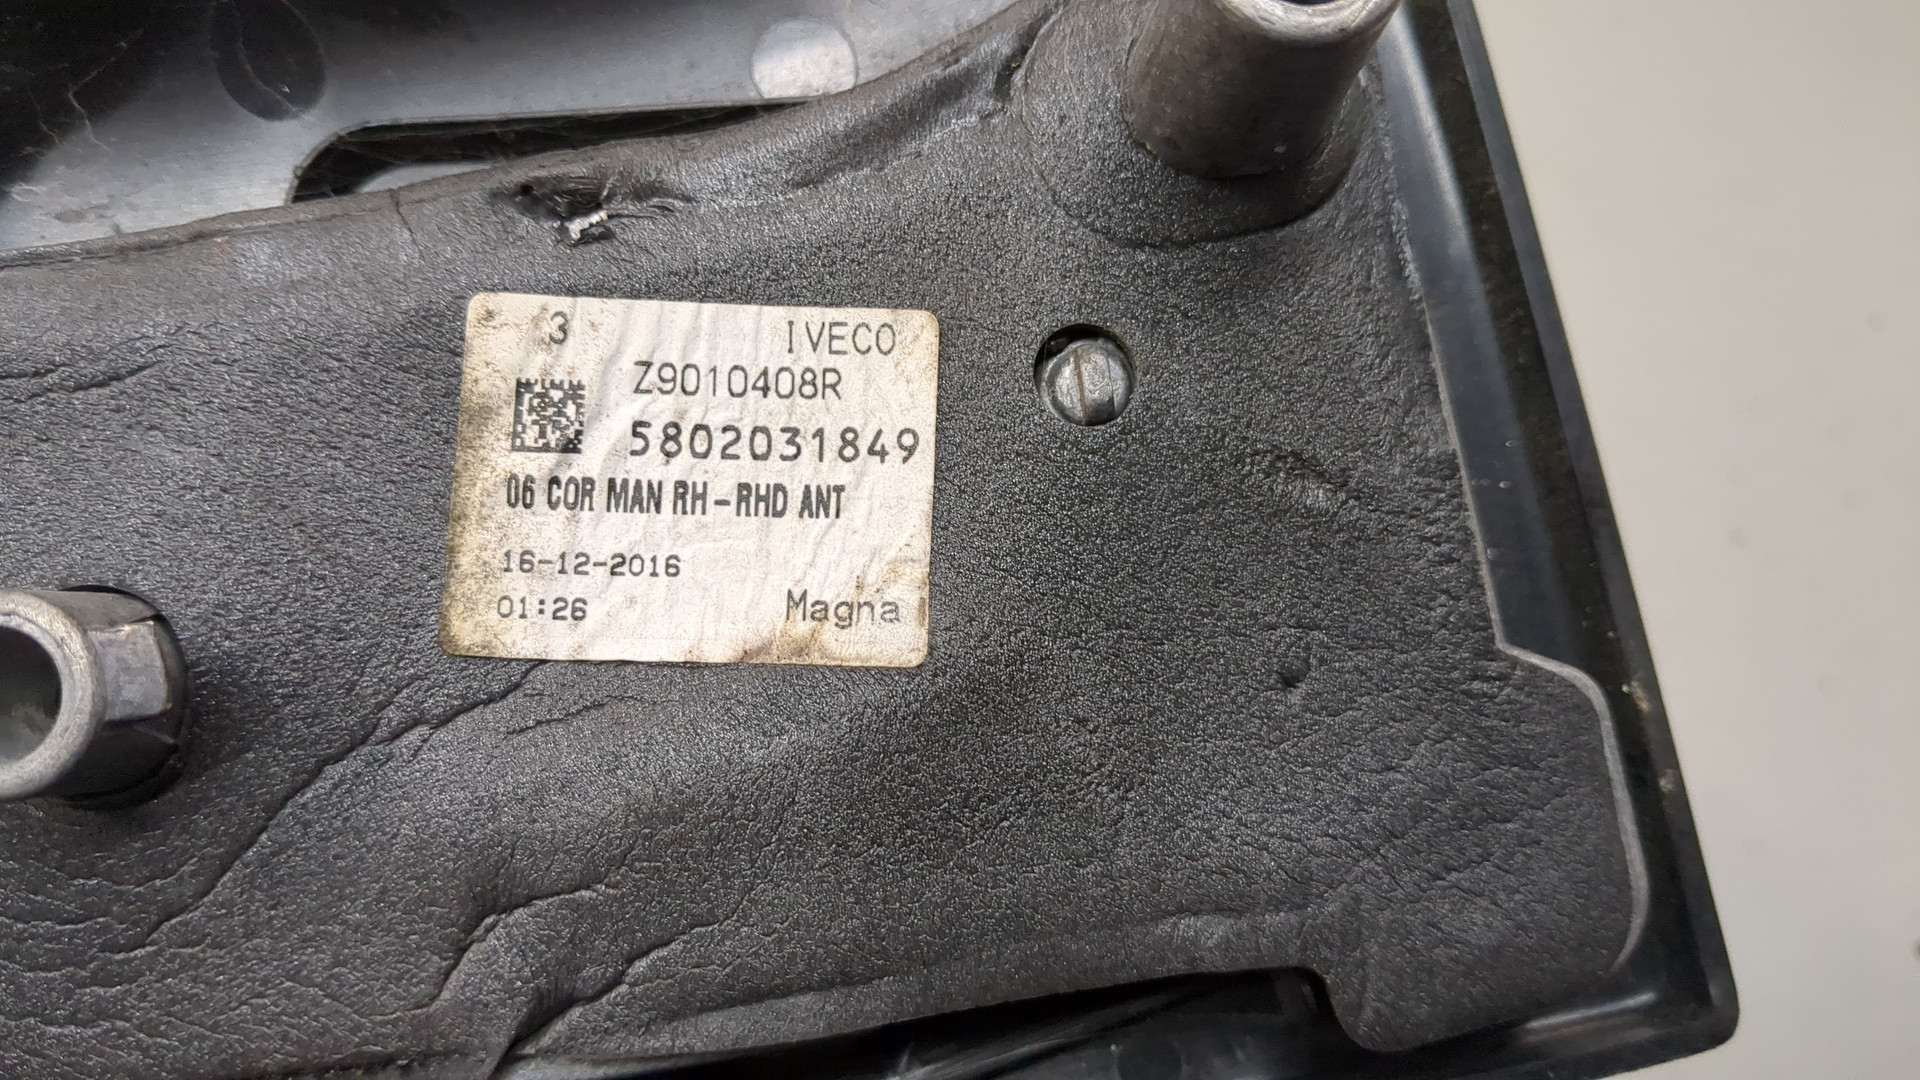 3 IVECO
Z9010408R
5802031849
06 COR MAN RH-RHD ANT
16-12-2016
01:26 Magna